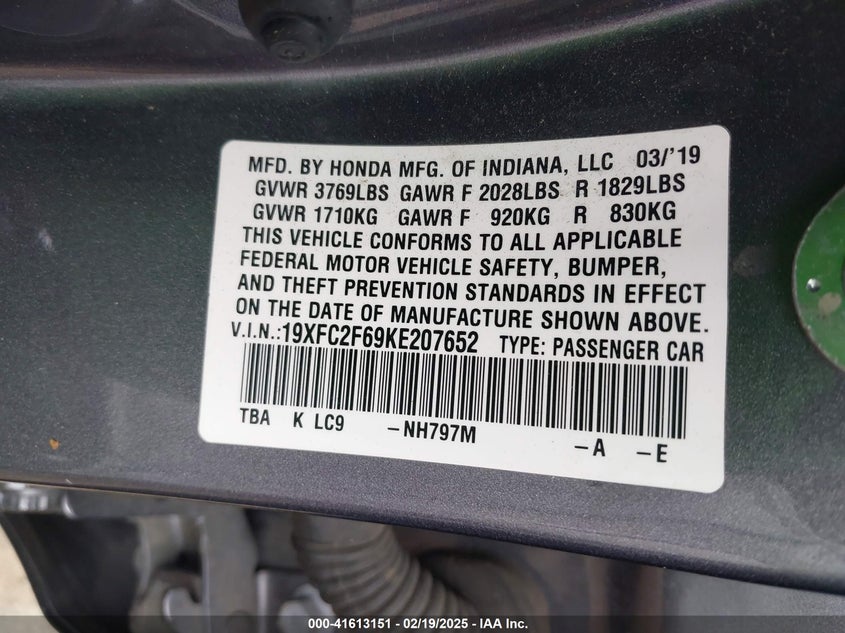 MFD. BY HONDA MFG. OF INDIANA, LLC 03/'19
GVWR 3769LBS GAWR F 2028LBS R 1829LBS
GVWR 1710KG GAWR F 920KG R 830KG
THIS VEHICLE CONFORMS TO ALL APPLICABLE
FEDERAL MOTOR VEHICLE SAFETY, BUMPER,
AND THEFT PREVENTION STANDARDS IN EFFECT
ON THE DATE OF MANUFACTURE SHOWN ABOVE.
V.I.N.:19XFC2F69KE207652 TYPE: PASSENGER CAR
TBA K LC9 -NH797M -A -E
000-41613151 - 02/19/2025 - IAA Inc.